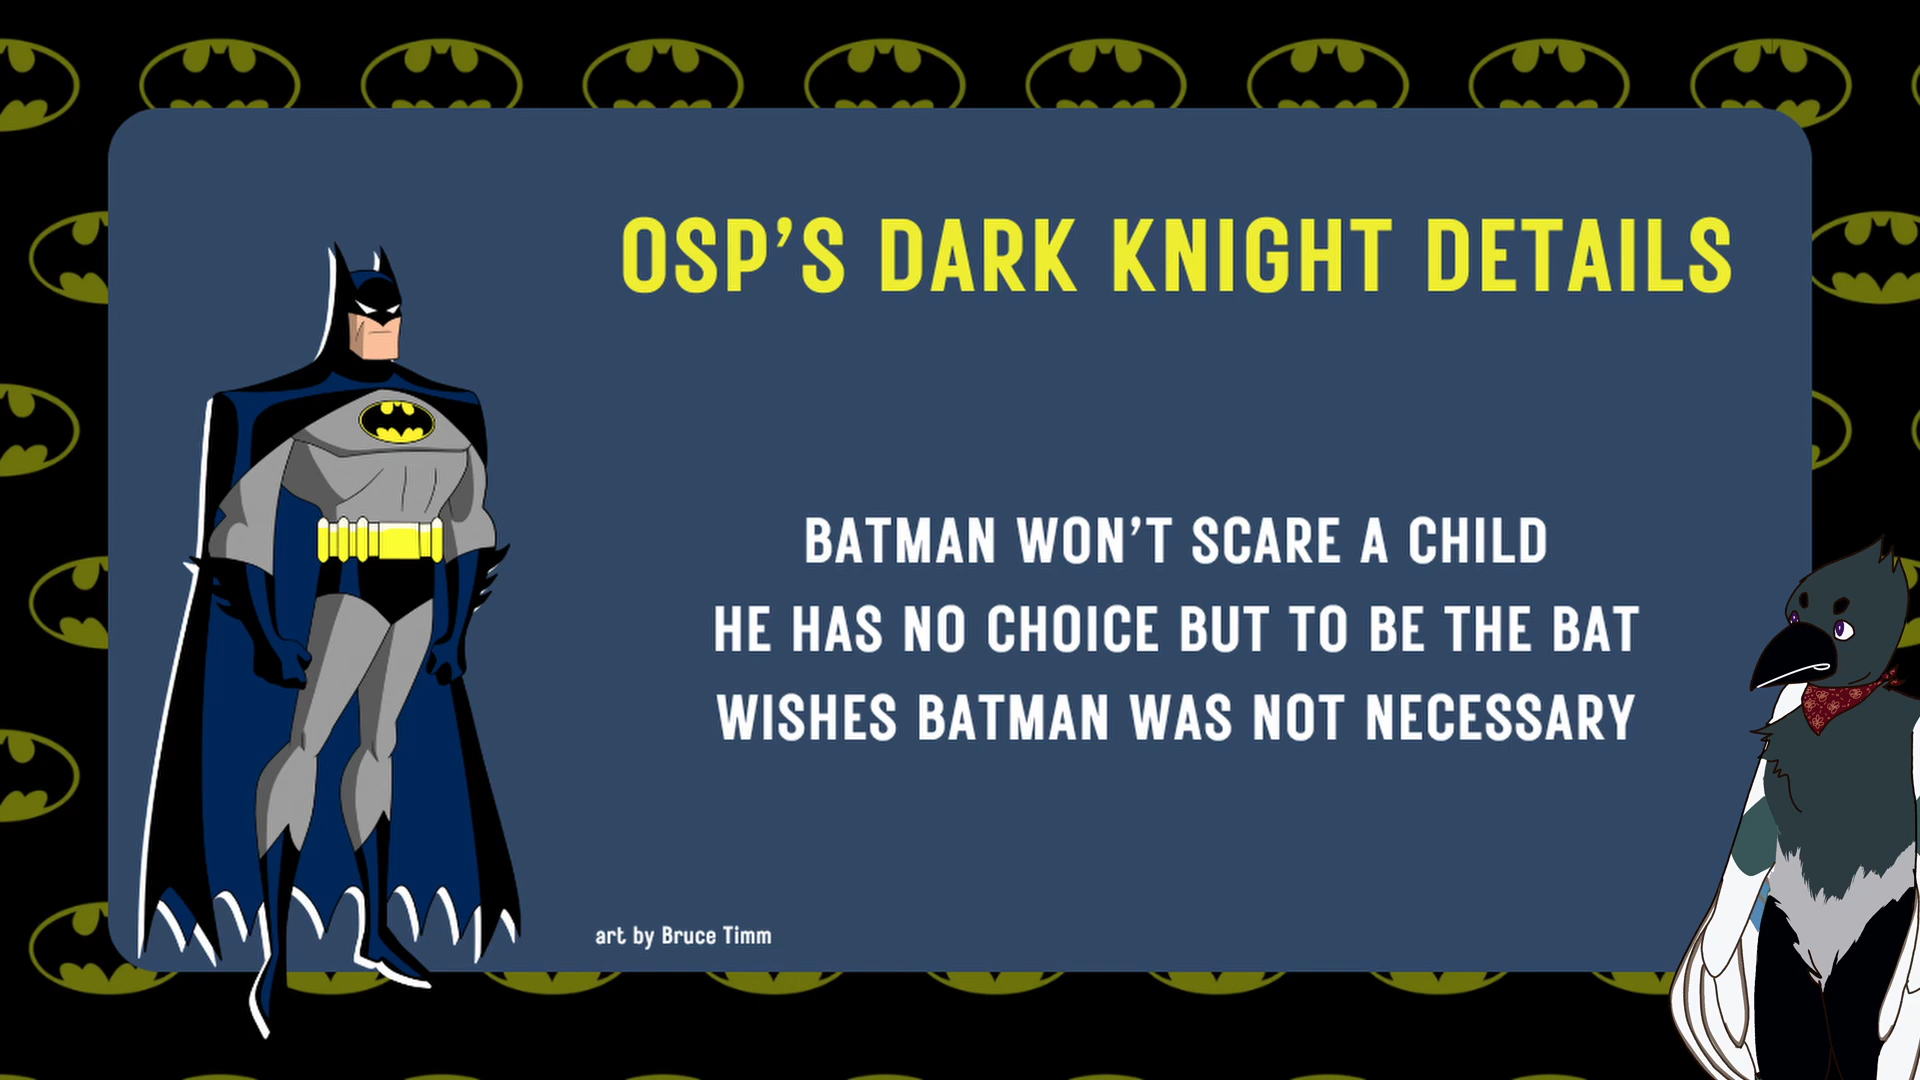 OSP'S DARK KNIGHT DETAILS
BATMAN WON'T SCARE A CHILD
HE HAS NO CHOICE BUT TO BE THE BAT
WISHES BATMAN WAS NOT NECESSARY
art by Bruce Timm